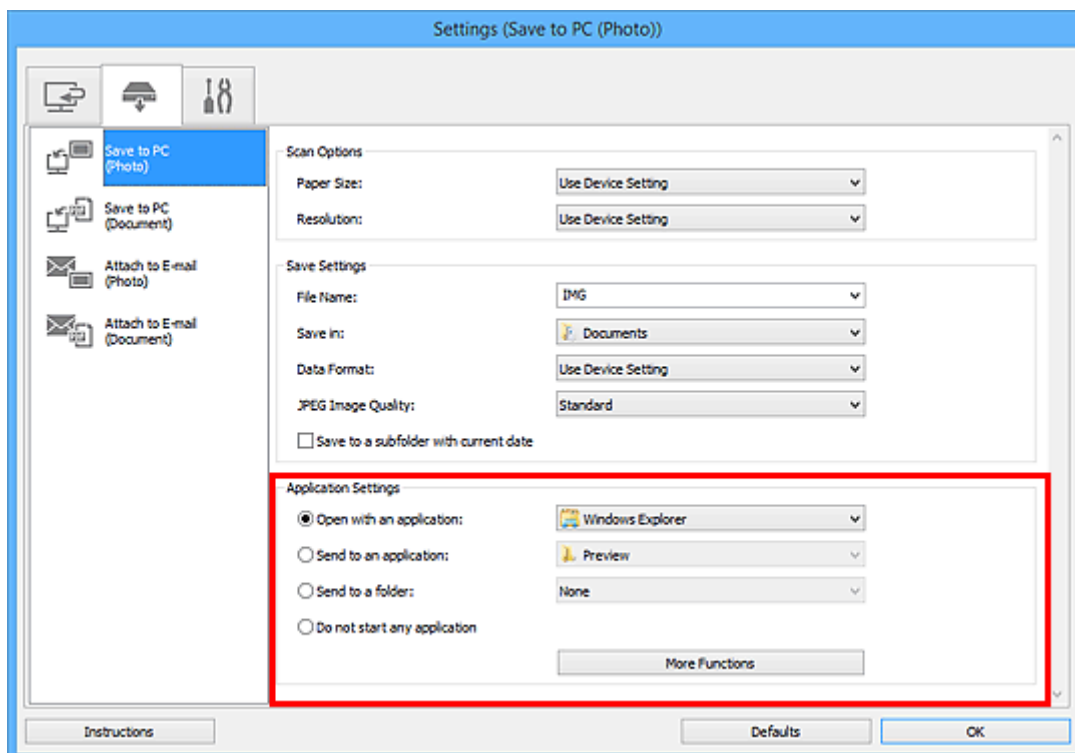 Settings (Save to PC (Photo))
Save to PC
(Photo)
Save to PC
(Document)
Attach to E-mail
(Photo)
Attach to E-mail
(Document)
Scan Options
Paper Size: Use Device Setting
Resolution: Use Device Setting
Save Settings
File Name: IMG
Save in: Documents
Data Format: Use Device Setting
JPEG Image Quality: Standard
Save to a subfolder with current date
Application Settings
Open with an application: Windows Explorer
Send to an application: Preview
Send to a folder: None
Do not start any application
More Functions
Instructions Defaults OK